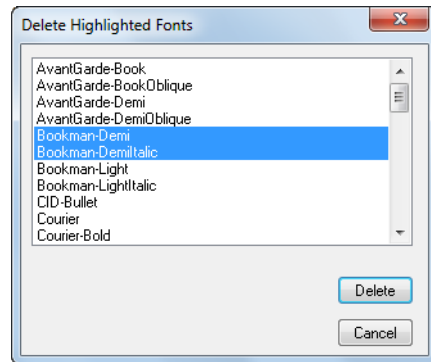 Delete Highlighted Fonts
AvantGarde-Book
AvantGarde-BookOblique
AvantGarde-Demi
AvantGarde-DemiOblique
Bookman-Demi
Bookman-DemiItalic
Bookman-Light
Bookman-LightItalic
CID-Bullet
Courier
Courier-Bold
Delete
Cancel